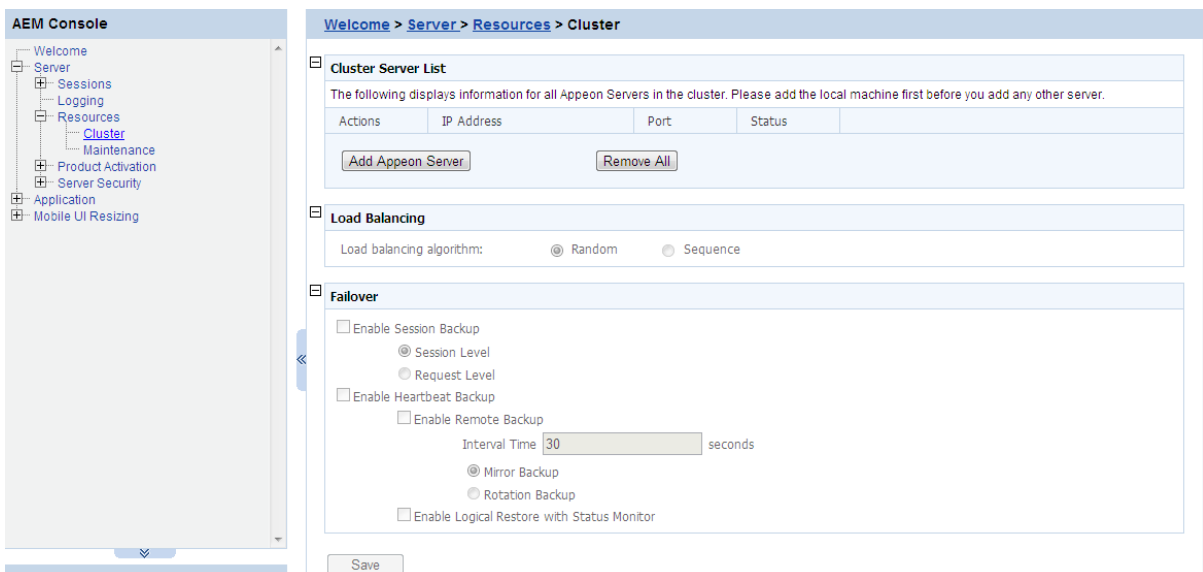 AEM Console
Welcome
Server
Sessions
Logging
Resources
Cluster
Maintenance
Product Activation
Server Security
Application
Mobile UI Resizing
Welcome > Server > Resources > Cluster
Cluster Server List
The following displays information for all Appeon Servers in the cluster. Please add the local machine first before you add any other server.
Actions IP Address Port Status
Add Appeon Server Remove All
Load Balancing
Load balancing algorithm: Random Sequence
Failover
Enable Session Backup
Session Level
Request Level
Enable Heartbeat Backup
Enable Remote Backup
Interval Time 30 seconds
Mirror Backup
Rotation Backup
Enable Logical Restore with Status Monitor
Save